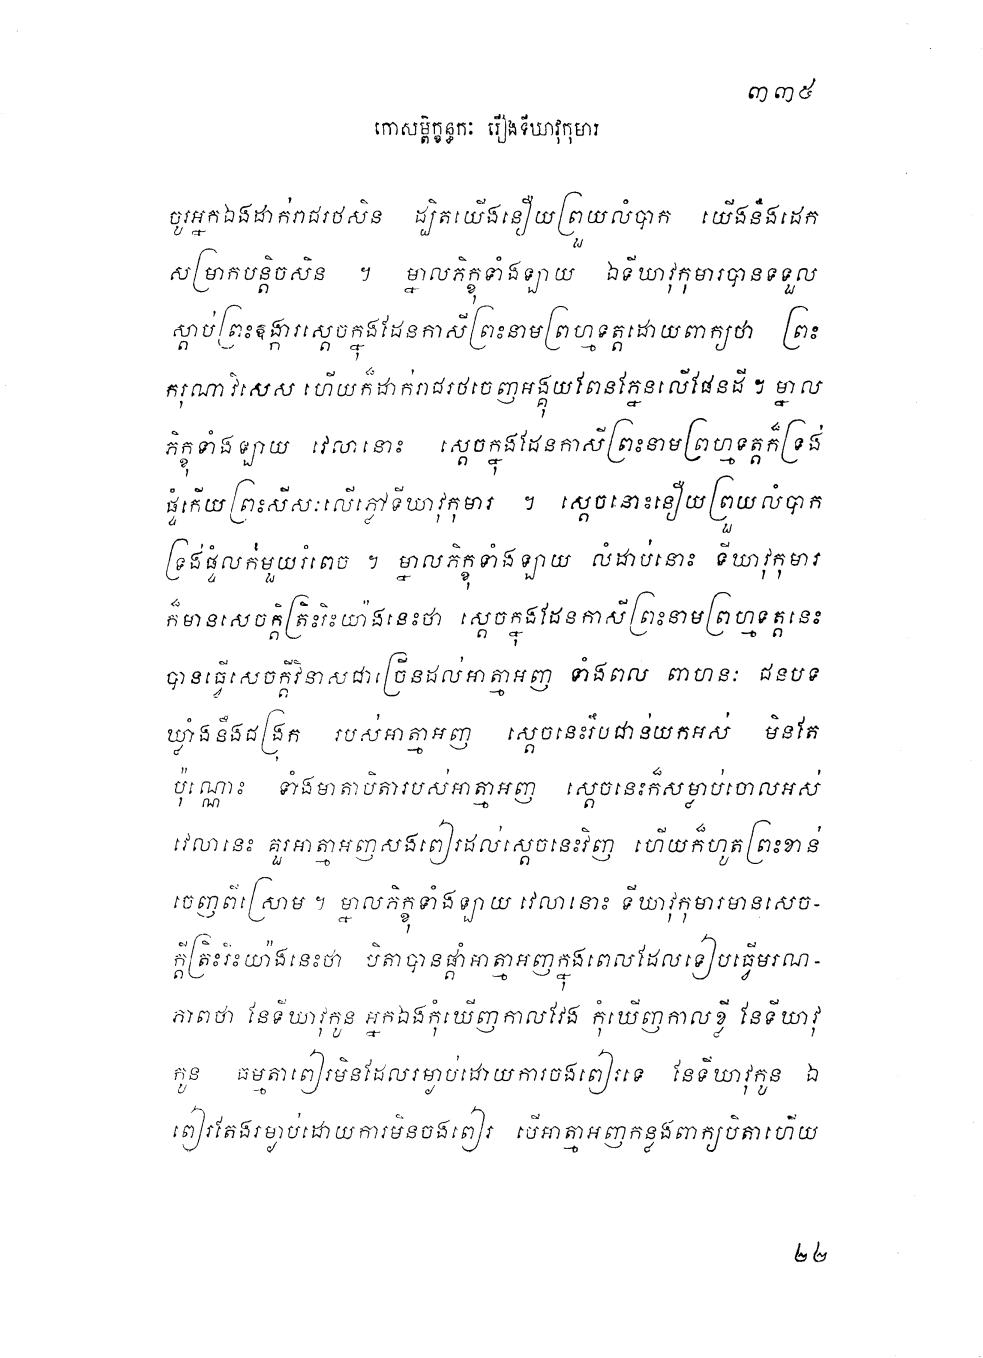 ៣៣៥
កោសម្ពិក្ខន្ធកៈ រឿងទីឃាវុកុមារ
ចូរអ្នកឯងដាក់រាជរថសិន ដ្បិតយើងនឿយព្រួយលំបាក យើងនឹងដេក
សម្រាកបន្តិចសិន ។ ម្នាលភិក្ខុទាំងឡាយ ឯទីឃាវុកុមារបានទទួល
ស្តាប់ព្រះឧង្ការស្តេចក្នុងដែនកាសីព្រះនាមព្រហ្មទត្តដោយពាក្យថា ព្រះ
ករុណាវិសេស ហើយក៏ដាក់រាជរថចេញអង្គុយពែនភ្នែនលើផែនដី ។ ម្នាល
ភិក្ខុទាំងឡាយ វេលានោះ ស្តេចក្នុងដែនកាសីព្រះនាមព្រហ្មទត្តក៏ទ្រង់
ផ្ទំកើយព្រះសីសៈលើភ្លៅទីឃាវុកុមារ ។ ស្តេចនោះនឿយព្រួយលំបាក
ទ្រង់ផ្ទំលក់មួយរំពេច ។ ម្នាលភិក្ខុទាំងឡាយ លំដាប់នោះ ទីឃាវុកុមារ
ក៏មានសេចក្តិត្រិះរិះយ៉ាងនេះថា ស្តេចក្នុងដែនកាសីព្រះនាមព្រហ្មទត្តនេះ
បានធ្វើសេចក្តីវិនាសជាច្រើនដល់អាត្មាអញ ទាំងពល ពាហនៈ ជនបទ
ឃ្លាំងនឹងជង្រុក របស់អាត្មាអញ ស្តេចនេះរឹបជាន់យកអស់ មិនតែ
ប៉ុណ្ណោះ ទាំងមាតាបិតារបស់អាត្មាអញ ស្តេចនេះក៏សម្លាប់ចោលអស់
វេលានេះ គួរអាត្មាអញសងពៀរដល់ស្តេចនេះវិញ ហើយក៏ហូតព្រះខាន់
ចេញពីស្រោម ។ ម្នាលភិក្ខុទាំងឡាយ វេលានោះ ទីឃាវុកុមារមានសេច-
ក្តីត្រិះរិះយ៉ាងនេះថា បិតាបានផ្តាំអាត្មាអញក្នុងពេលដែលទៀបធ្វើមរណ-
ភាពថា នែទីឃាវុកូន អ្នកឯងកុំឃើញកាលវែង កុំឃើញកាលខ្លី នែទីឃាវុ
កូន ធម្មតាពៀរមិនដែលរម្ងាប់ដោយការចងពៀរទេ នែទីឃាវុកូន ឯ
ពៀរតែងរម្ងាប់ដោយការមិនចងពៀរ បើអាត្មាអញកន្លងពាក្យបិតាហើយ
២២